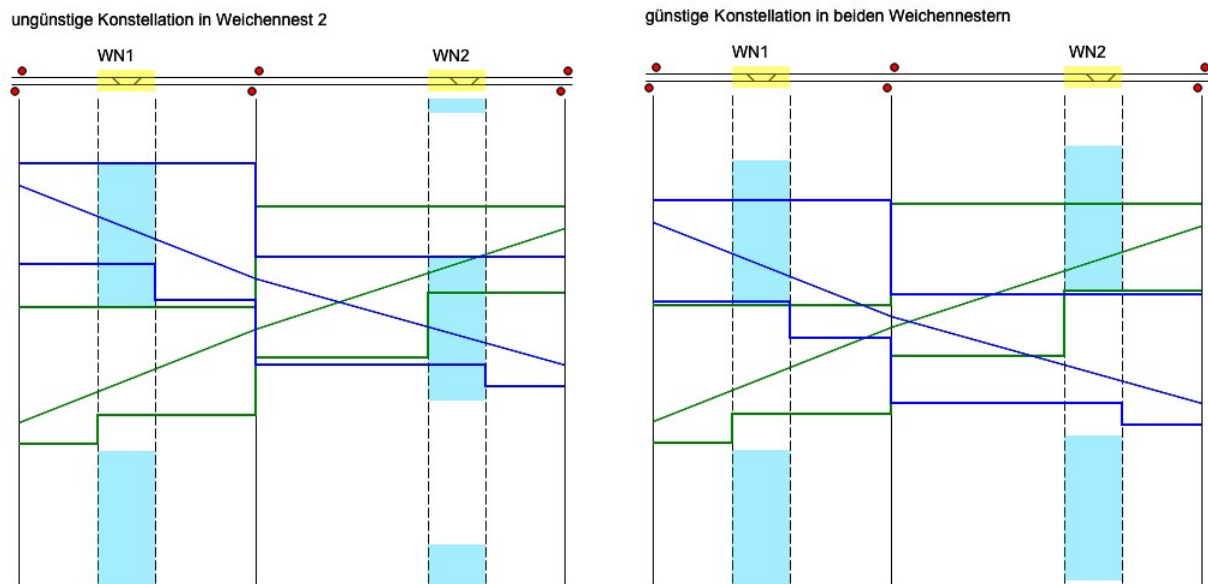 ungünstige Konstellation in Weichennest 2
günstige Konstellation in beiden Weichennestern
WN1
WN2
WN1
WN2